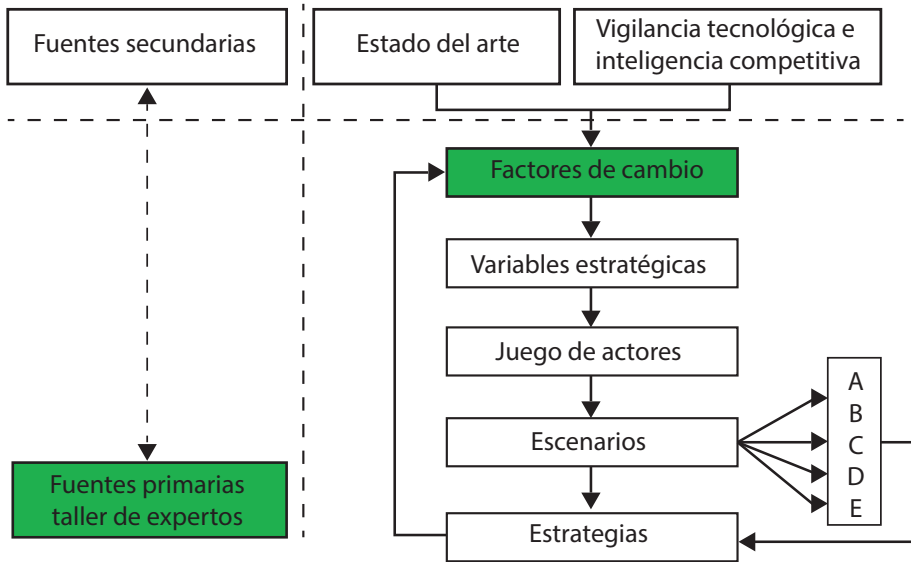 Fuentes secundarias
Estado del arte
Vigilancia tecnológica e
inteligencia competitiva
Factores de cambio
Variables estratégicas
Juego de actores
Escenarios
A
B
C
D
E
Fuentes primarias
taller de expertos
Estrategias